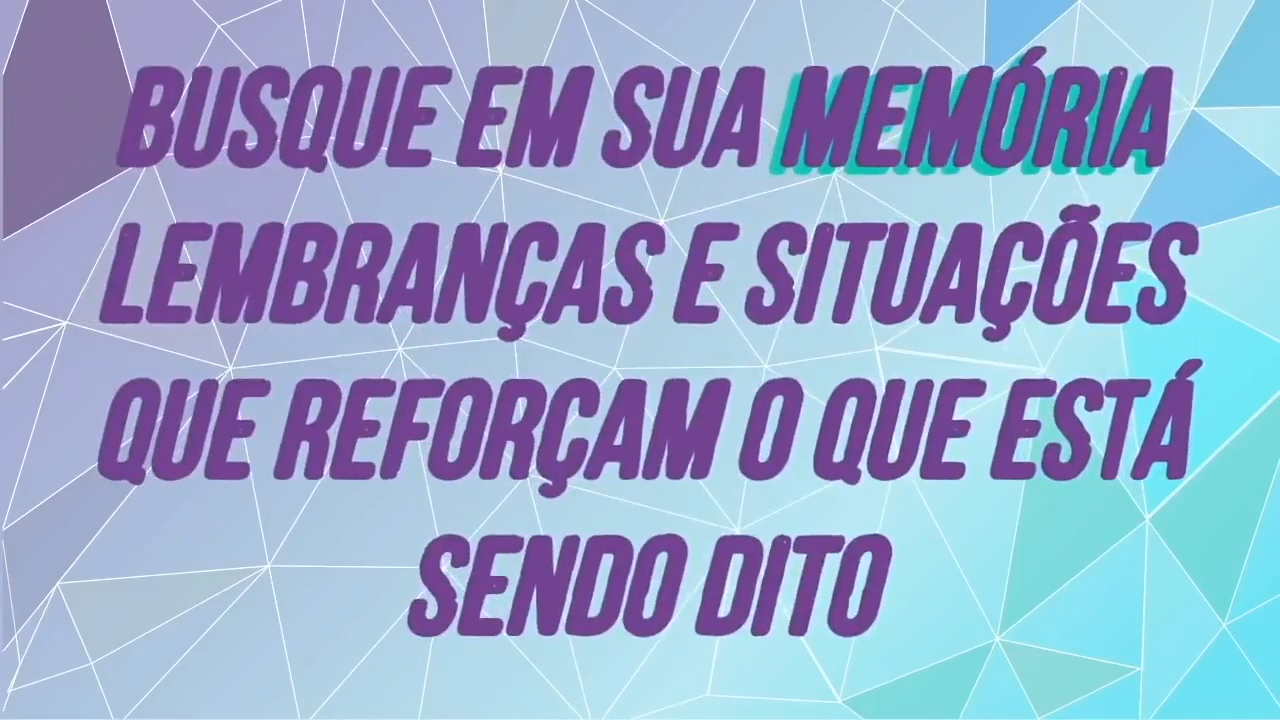 BUSQUE EM SUA MEMÓRIA
LEMBRANÇAS E SITUAÇÕES
QUE REFORÇAM O QUE ESTÁ
SENDO DITO